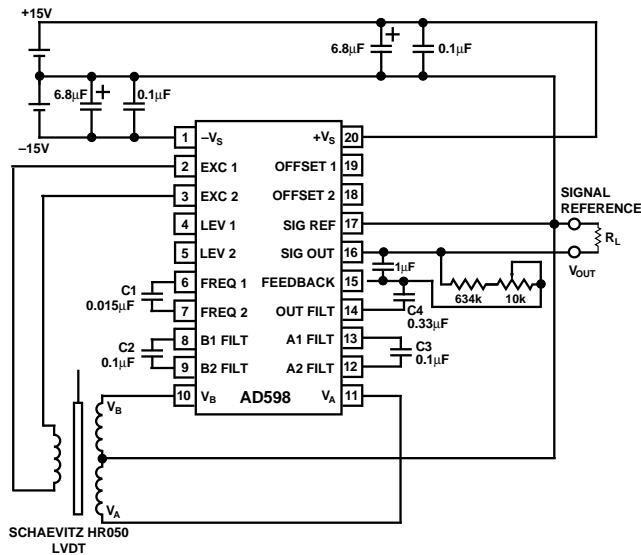 +15V
6.8µF
+
0.1µF
6.8µF
+
0.1µF
–15V
1
–VS
+VS
20
2
EXC 1
OFFSET 1
19
3
EXC 2
OFFSET 2
18
SIGNAL
REFERENCE
4
LEV 1
SIG REF
17
RL
5
LEV 2
SIG OUT
16
VOUT
1µF
C1
0.015µF
6
FREQ 1
FEEDBACK
15
634k
10k
7
FREQ 2
OUT FILT
14
C4
0.33µF
C2
0.1µF
8
B1 FILT
A1 FILT
13
C3
0.1µF
9
B2 FILT
A2 FILT
12
10
VB
AD598
VA
11
VB
VA
SCHAEVITZ HR050
LVDT